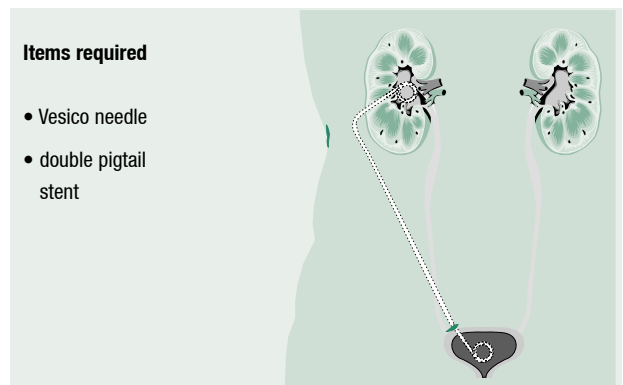 Items required
• Vesico needle
• double pigtail
stent